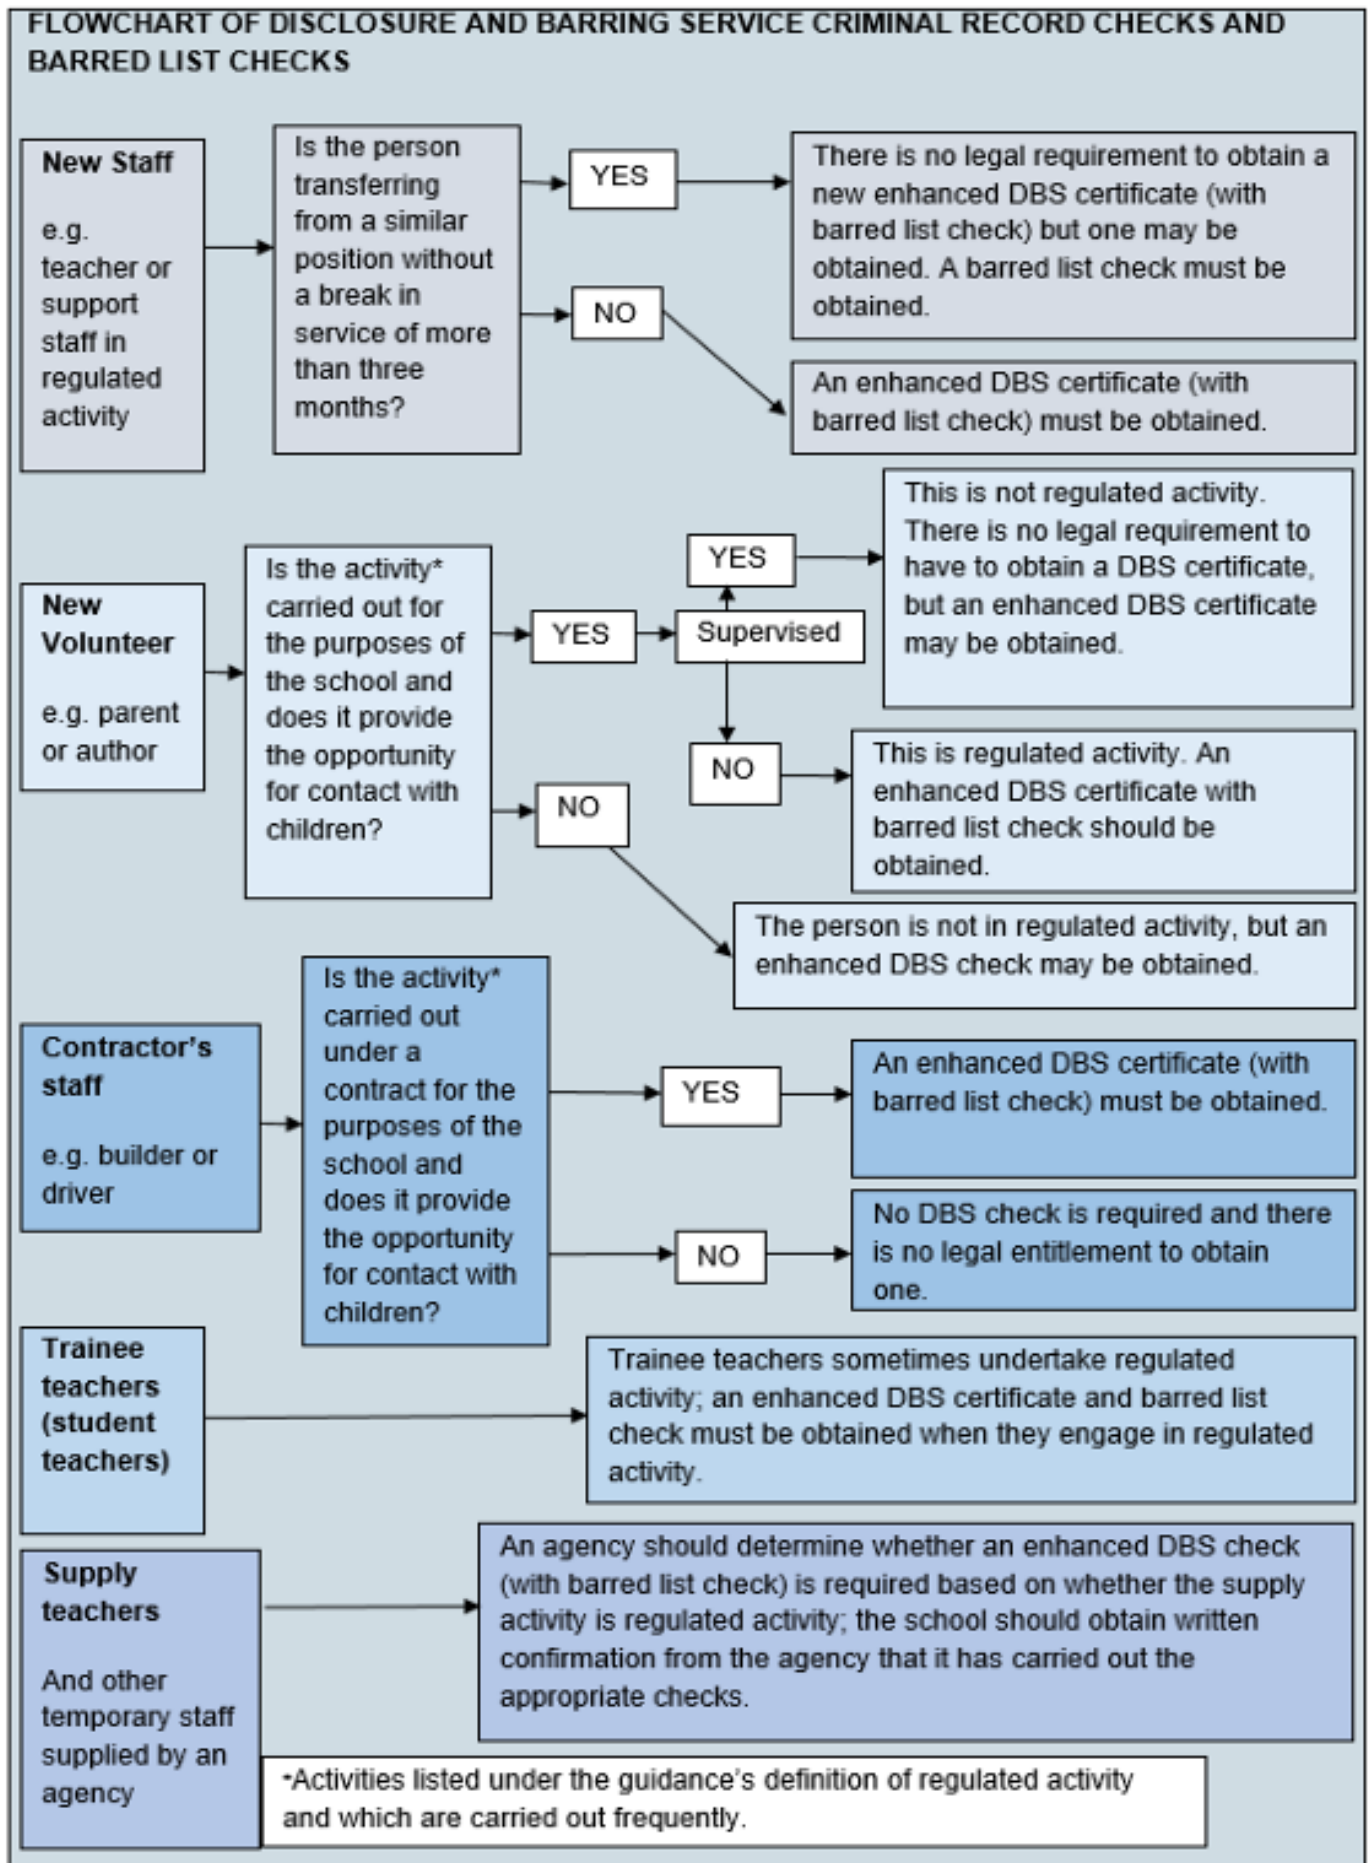 FLOWCHART OF DISCLOSURE AND BARRING SERVICE CRIMINAL RECORD CHECKS AND
BARRED LIST CHECKS
New Staff
e.g.
teacher or
support
staff in
regulated
activity
Is the person
transferring
from a similar
position without
a break in
service of more
than three
months?
YES
There is no legal requirement to obtain a
new enhanced DBS certificate (with
barred list check) but one may be
obtained. A barred list check must be
obtained.
NO
An enhanced DBS certificate (with
barred list check) must be obtained.
New
Volunteer
e.g. parent
or author
Is the activity*
carried out for
the purposes of
the school and
does it provide
the opportunity
for contact with
children?
YES
Supervised
YES
This is not regulated activity.
There is no legal requirement to
have to obtain a DBS certificate,
but an enhanced DBS certificate
may be obtained.
NO
This is regulated activity. An
enhanced DBS certificate with
barred list check should be
obtained.
NO
The person is not in regulated activity, but an
enhanced DBS check may be obtained.
Contractor's
staff
e.g. builder or
driver
Is the activity*
carried out
under a
contract for the
purposes of the
school and
does it provide
the opportunity
for contact with
children?
YES
An enhanced DBS certificate (with
barred list check) must be obtained.
NO
No DBS check is required and there
is no legal entitlement to obtain
one.
Trainee
teachers
(student
teachers)
Trainee teachers sometimes undertake regulated
activity; an enhanced DBS certificate and barred list
check must be obtained when they engage in regulated
activity.
Supply
teachers
And other
temporary staff
supplied by an
agency
An agency should determine whether an enhanced DBS check
(with barred list check) is required based on whether the supply
activity is regulated activity; the school should obtain written
confirmation from the agency that it has carried out the
appropriate checks.
*Activities listed under the guidance's definition of regulated activity
and which are carried out frequently.